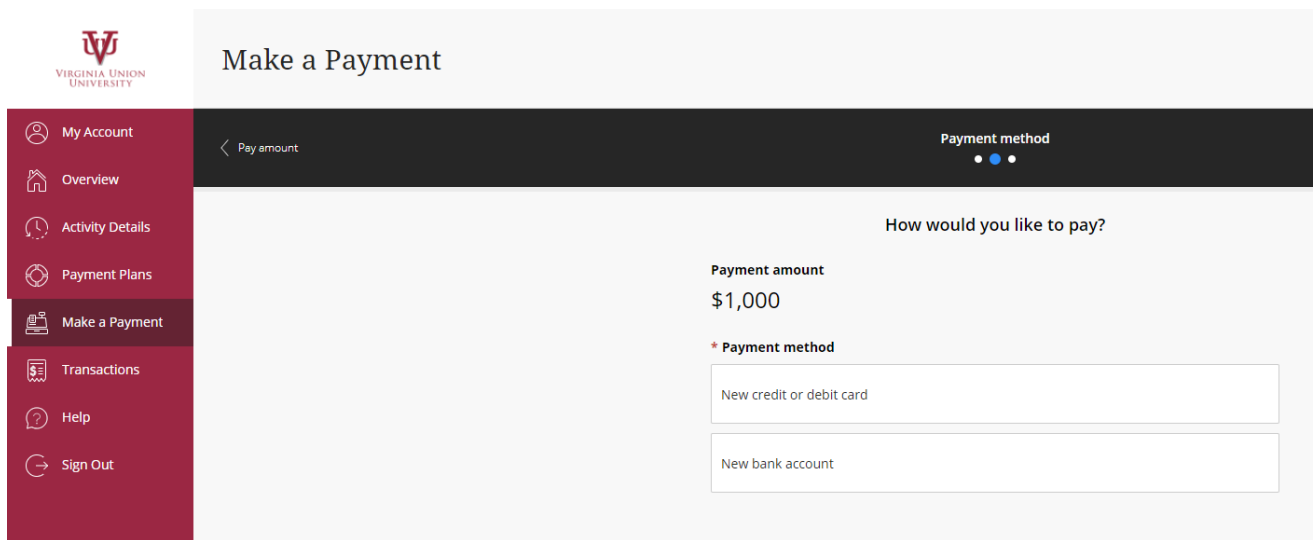 VIRGINIA UNION
UNIVERSITY
Make a Payment
My Account
Overview
Activity Details
Payment Plans
Make a Payment
Transactions
Help
Sign Out
Pay amount
Payment method
How would you like to pay?
Payment amount
$1,000
* Payment method
New credit or debit card
New bank account